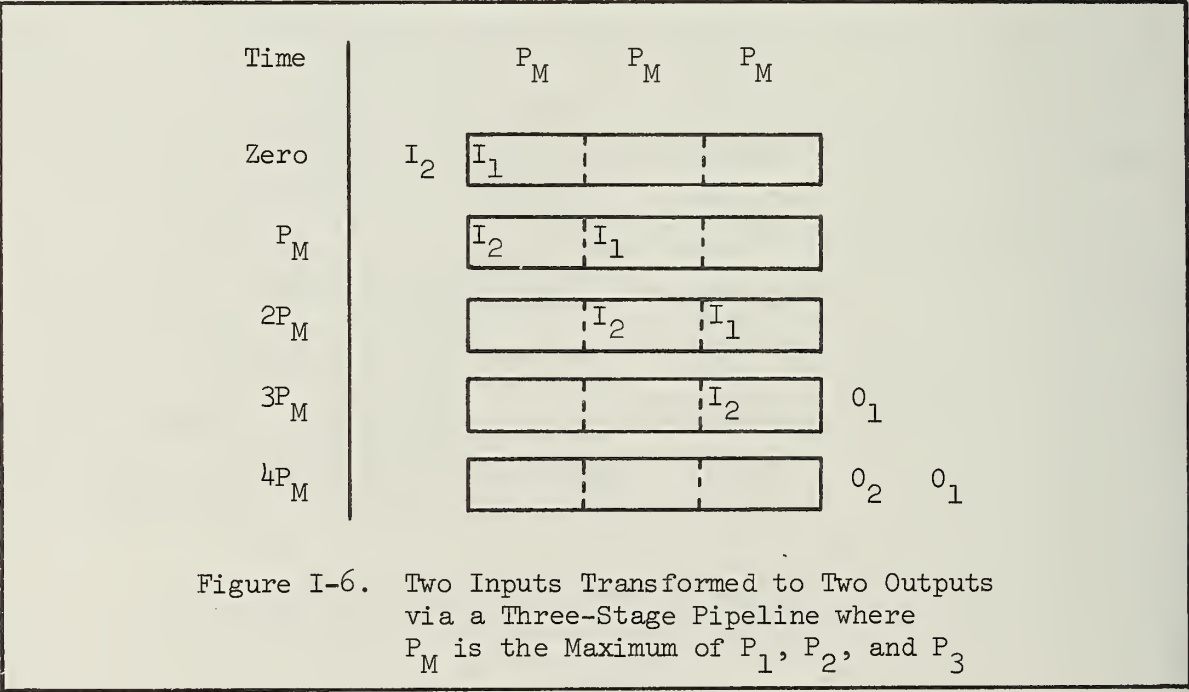 Time P_M P_M P_M
Zero I_2 I_1
P_M I_2 I_1
2P_M I_2 I_1
3P_M I_2 O_1
4P_M O_2 O_1
Figure I-6. Two Inputs Transformed to Two Outputs
via a Three-Stage Pipeline where
P_M is the Maximum of P_1, P_2, and P_3